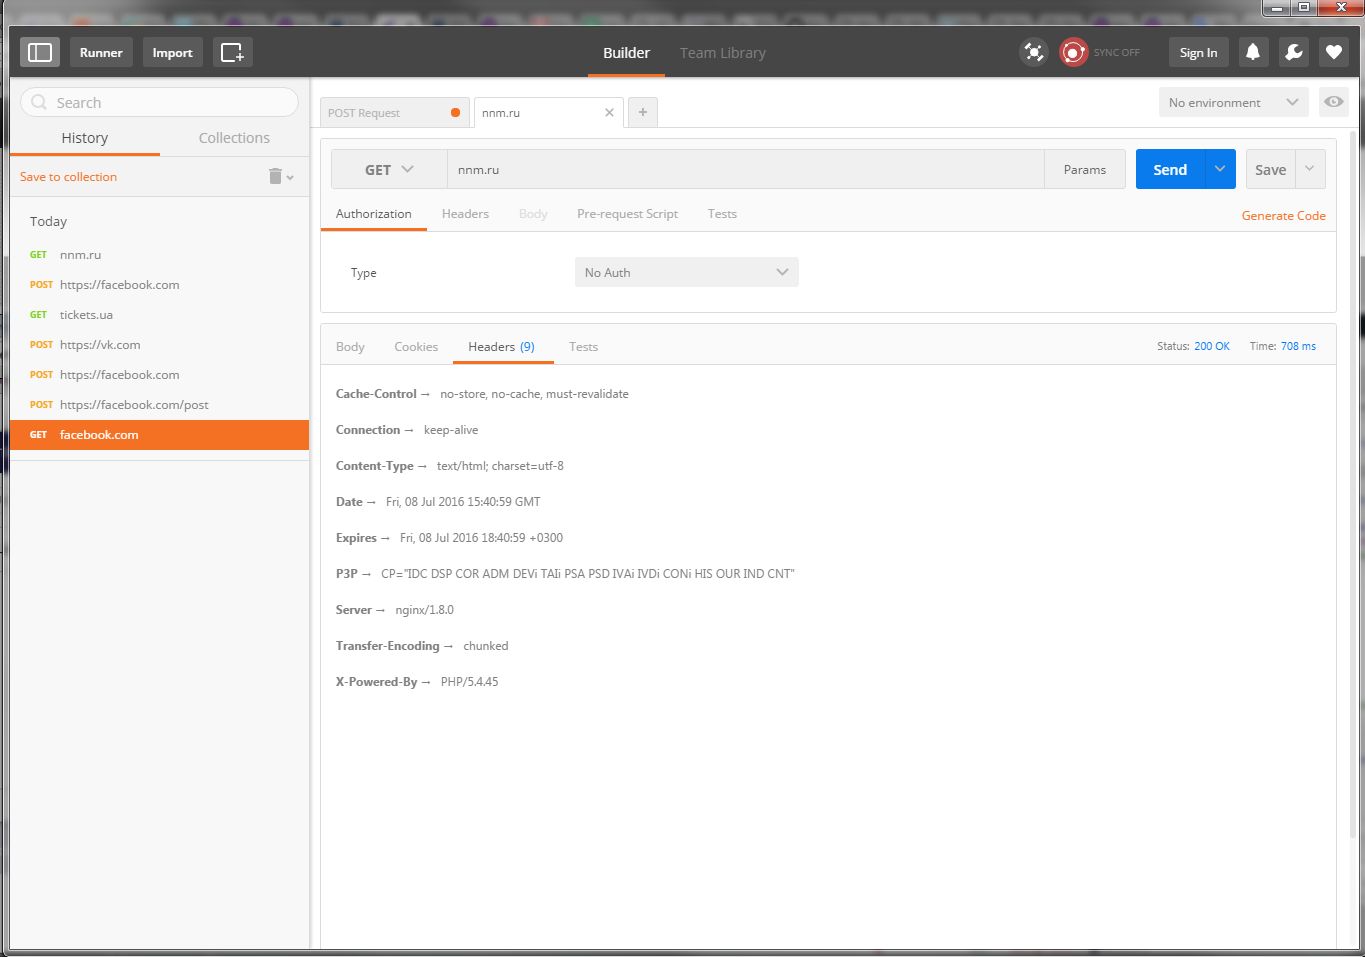 Runner Import Builder Team Library SYNC OFF Sign In
Search
History Collections
Save to collection
Today
GET nnm.ru
POST https://facebook.com
GET tickets.ua
POST https://vk.com
POST https://facebook.com
POST https://facebook.com/post
GET facebook.com
POST Request nnm.ru No environment
GET nnm.ru Params Send Save
Authorization Headers Body Pre-request Script Tests Generate Code
Type No Auth
Body Cookies Headers (9) Tests Status: 200 OK Time: 708 ms
Cache-Control → no-store, no-cache, must-revalidate
Connection → keep-alive
Content-Type → text/html; charset=utf-8
Date → Fri, 08 Jul 2016 15:40:59 GMT
Expires → Fri, 08 Jul 2016 18:40:59 +0300
P3P → CP="IDC DSP COR ADM DEVi TAIi PSA PSD IVAi IVDi CONi HIS OUR IND CNT"
Server → nginx/1.8.0
Transfer-Encoding → chunked
X-Powered-By → PHP/5.4.45